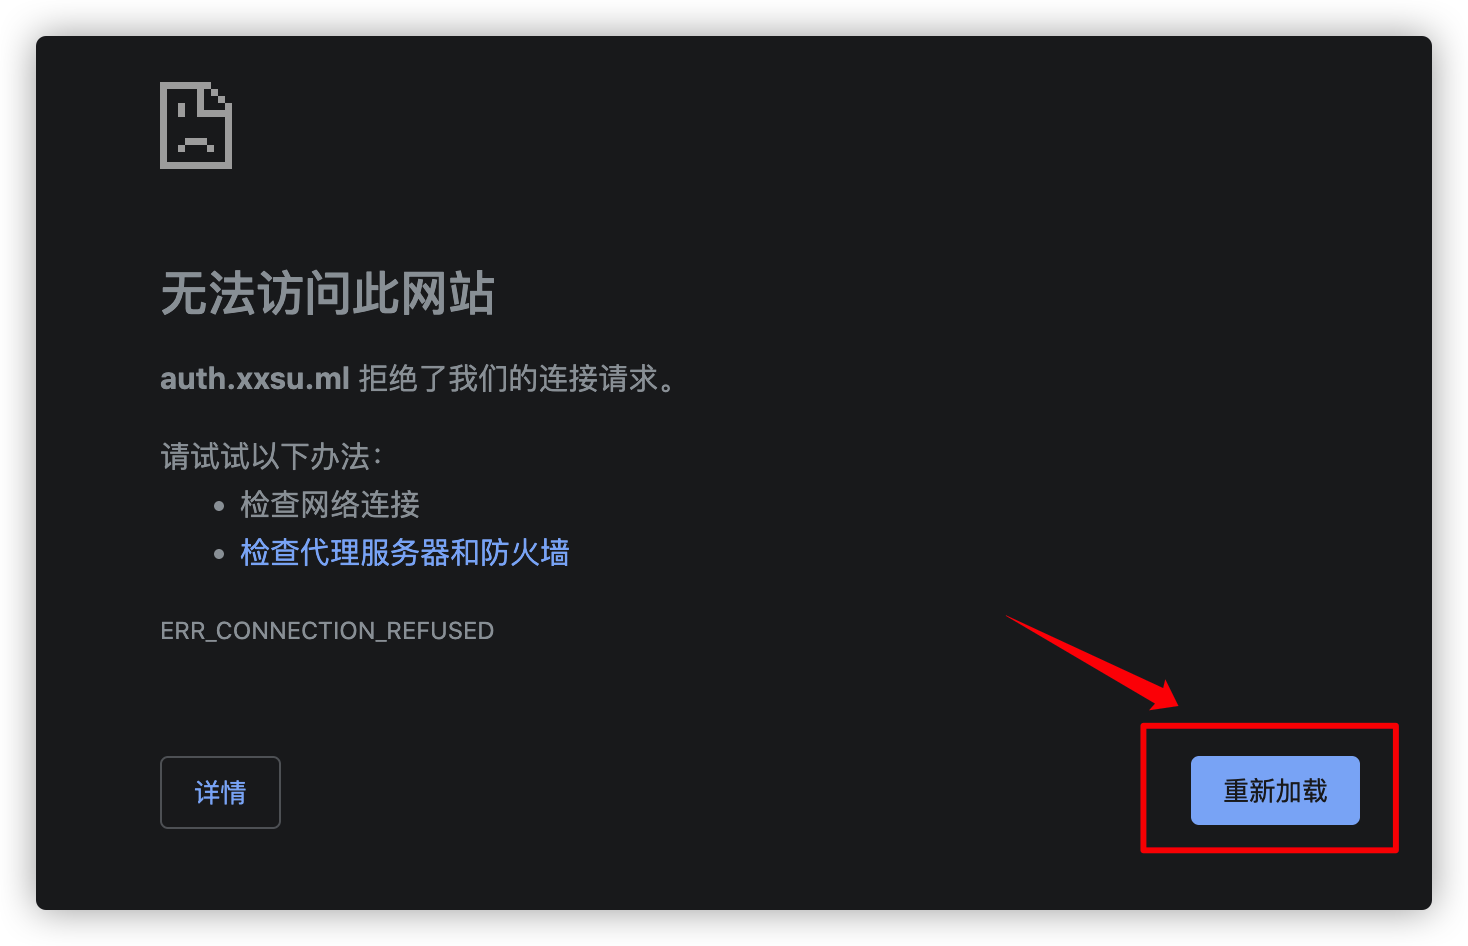 无法访问此网站
auth.xxsu.ml 拒绝了我们的连接请求。
请试试以下办法：
检查网络连接
检查代理服务器和防火墙
ERR_CONNECTION_REFUSED
详情
重新加载